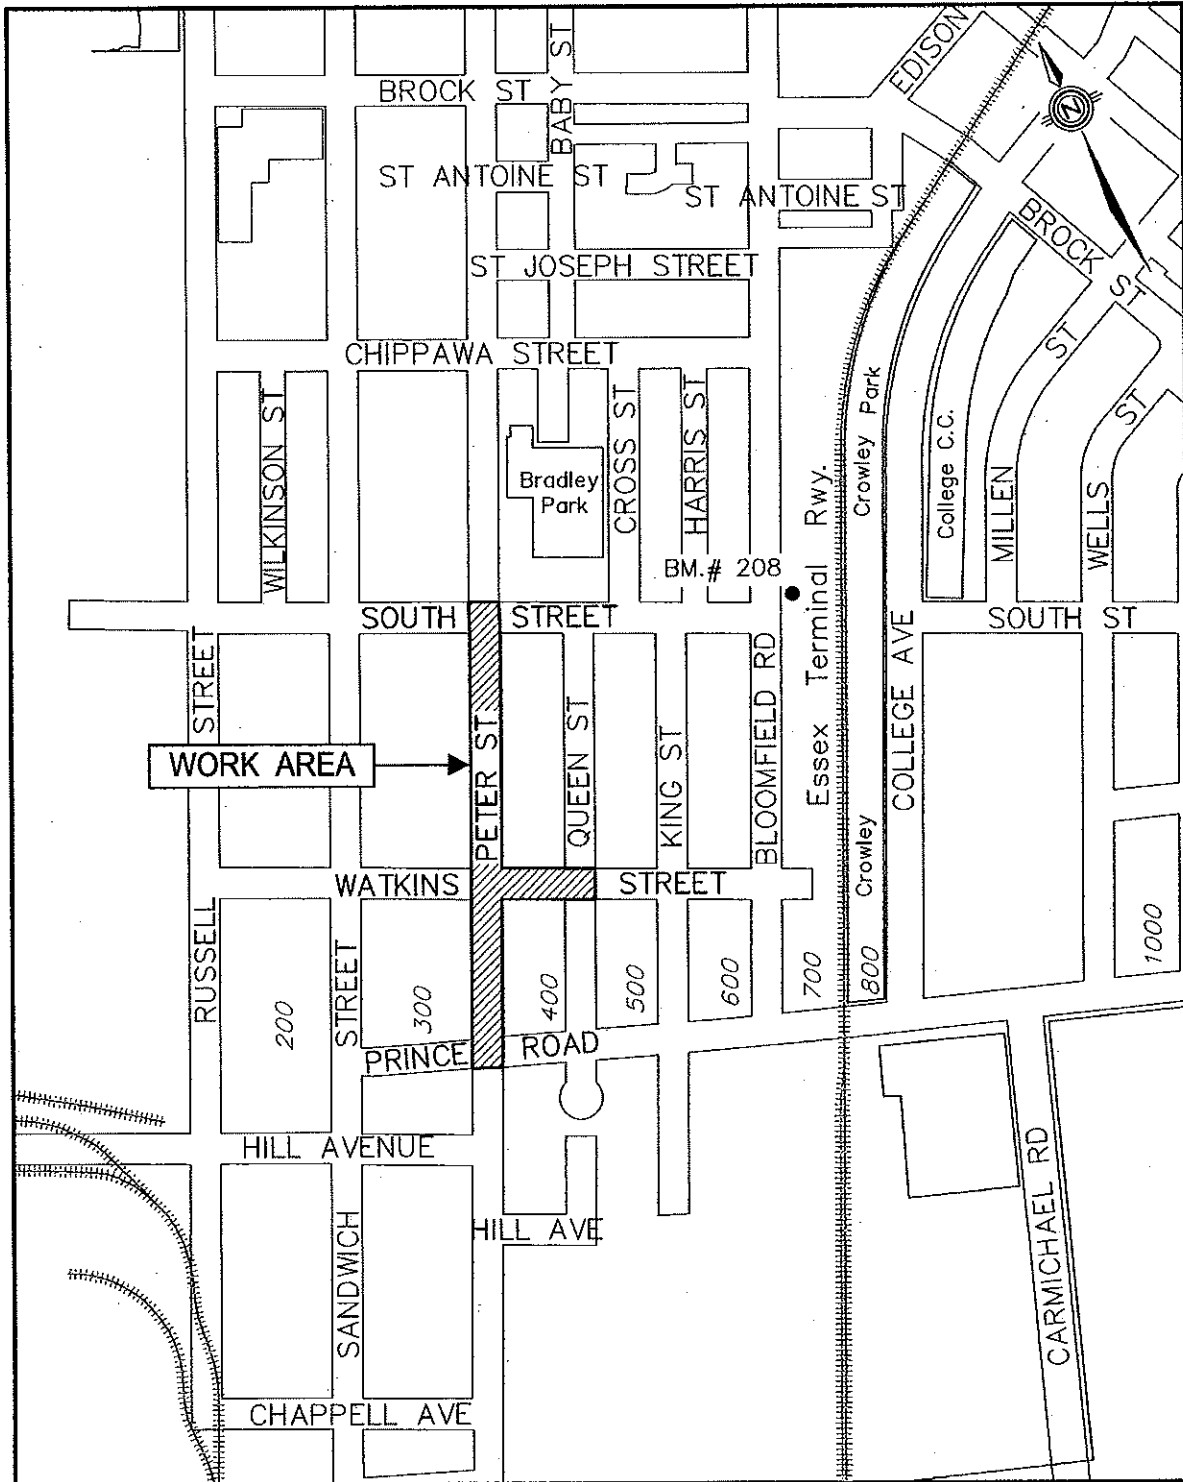 EDISON
BABY ST
BROCK ST
N
ST ANTOINE ST
ST ANTOINE ST
BROCK ST
ST JOSEPH STREET
CHIPPAWA STREET
WILKINSON ST
Bradley
Park
CROSS ST
HARRIS ST
BM.# 208
Essex Terminal Rwy.
Crowley Park
College C.C.
MILLEN ST
WELLS ST
SOUTH STREET
SOUTH ST
RUSSELL STREET
WORK AREA
PETER ST
QUEEN ST
KING ST
BLOOMFIELD RD
COLLEGE AVE
Crowley
WATKINS STREET
200
300
400
500
600
700
800
1000
SANDWICH STREET
PRINCE ROAD
HILL AVENUE
HILL AVE
CARMICHAEL RD
CHAPPELL AVE